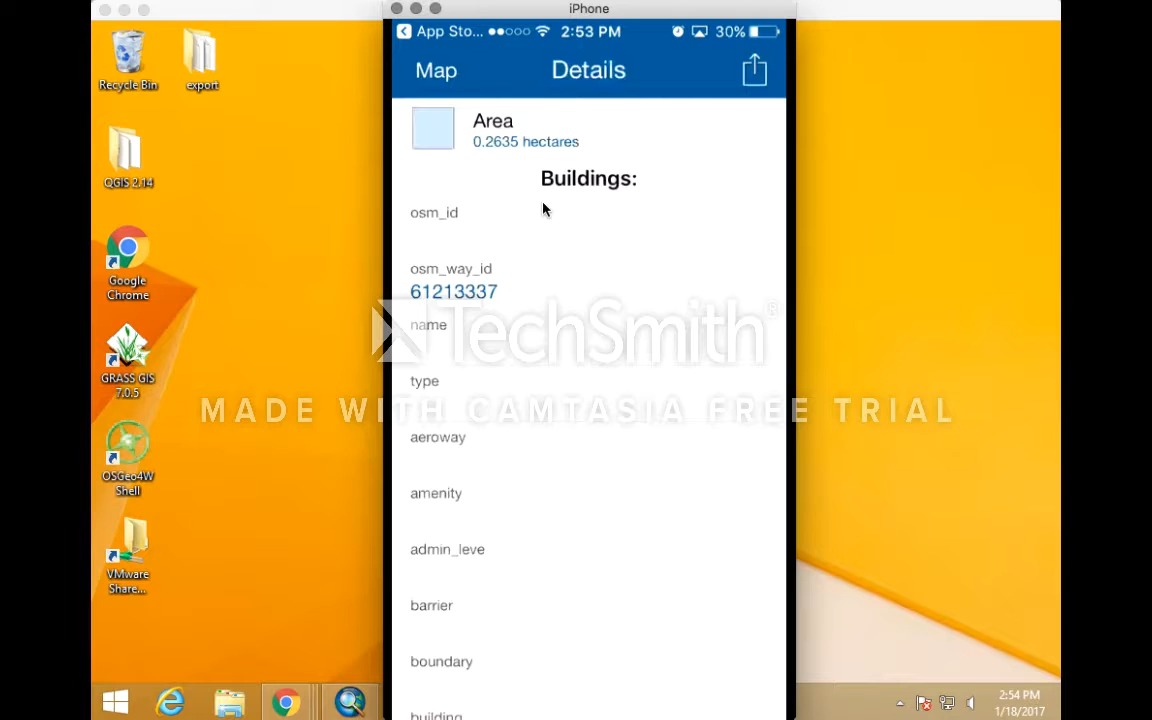 iPhone
App Sto... 2:53 PM 30%
Map Details
Area
0.2635 hectares
Buildings:
osm_id
osm_way_id
61213337
name
type
aeroway
amenity
admin_leve
barrier
boundary
building
Recycle Bin
export
QGIS 2.14
Google
Chrome
GRASS GIS
7.0.5
OSGeo4W
Shell
VMware
Share...
TechSmith®
MADE WITH CAMTASIA FREE TRIAL
2:54 PM
1/18/2017